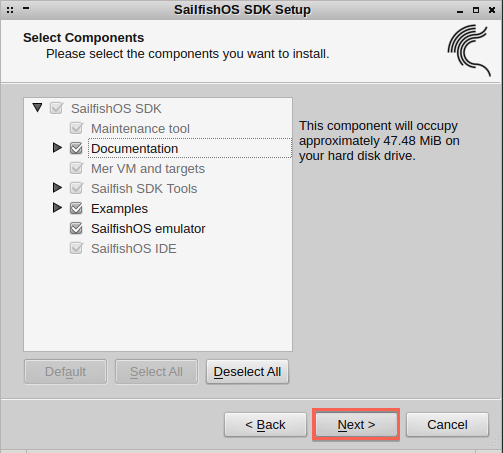 SailfishOS SDK Setup
Select Components
Please select the components you want to install.
SailfishOS SDK
Maintenance tool
Documentation
Mer VM and targets
Sailfish SDK Tools
Examples
SailfishOS emulator
SailfishOS IDE
This component will occupy
approximately 47.48 MiB on
your hard disk drive.
Default
Select All
Deselect All
< Back
Next >
Cancel